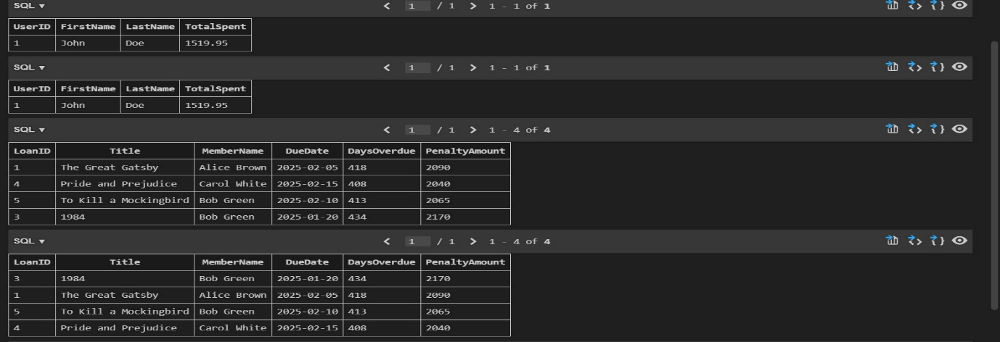 SQL ▾ < 1 / 1 > 1 - 1 of 1
UserID FirstName LastName TotalSpent
1 John Doe 1519.95
SQL ▾ < 1 / 1 > 1 - 1 of 1
UserID FirstName LastName TotalSpent
1 John Doe 1519.95
SQL ▾ < 1 / 1 > 1 - 4 of 4
LoanID Title MemberName DueDate DaysOverdue PenaltyAmount
1 The Great Gatsby Alice Brown 2025-02-05 418 2090
4 Pride and Prejudice Carol White 2025-02-15 408 2040
5 To Kill a Mockingbird Bob Green 2025-02-10 413 2065
3 1984 Bob Green 2025-01-20 434 2170
SQL ▾ < 1 / 1 > 1 - 4 of 4
LoanID Title MemberName DueDate DaysOverdue PenaltyAmount
3 1984 Bob Green 2025-01-20 434 2170
1 The Great Gatsby Alice Brown 2025-02-05 418 2090
5 To Kill a Mockingbird Bob Green 2025-02-10 413 2065
4 Pride and Prejudice Carol White 2025-02-15 408 2040